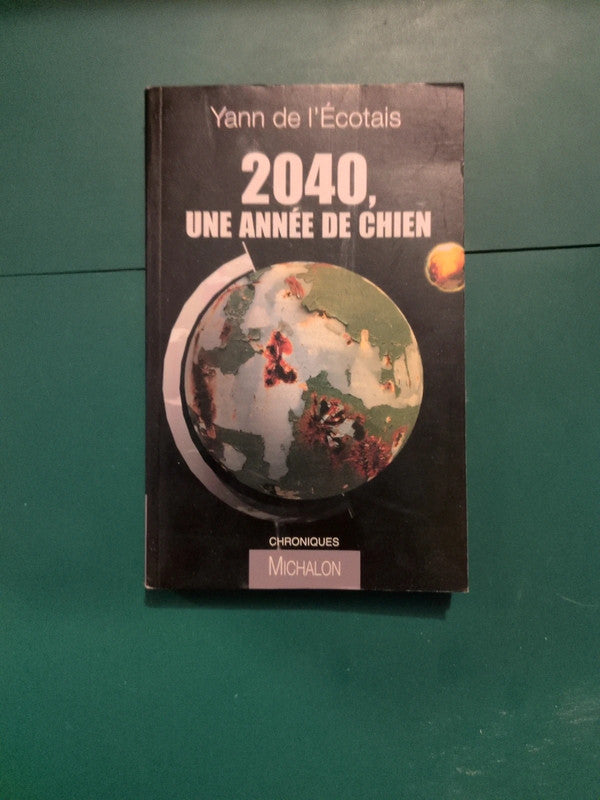 Yann de l'Écotais
2040,
UNE ANNÉE DE CHIEN
CHRONIQUES
MICHALON